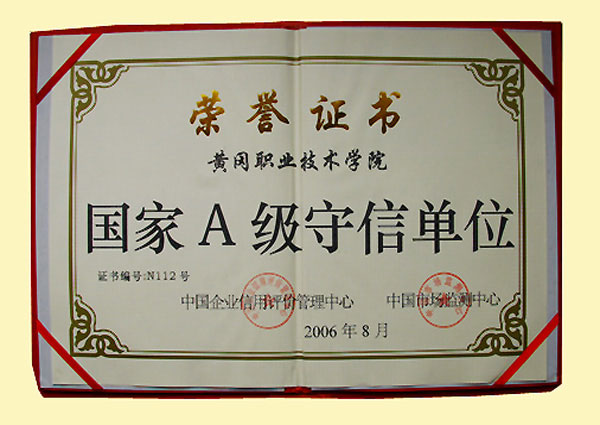 荣誉证书
黄冈职业技术学院
国家A级守信单位
证书编号:N112号
中国企业信用评价管理中心 中国市场监测中心
2006年8月